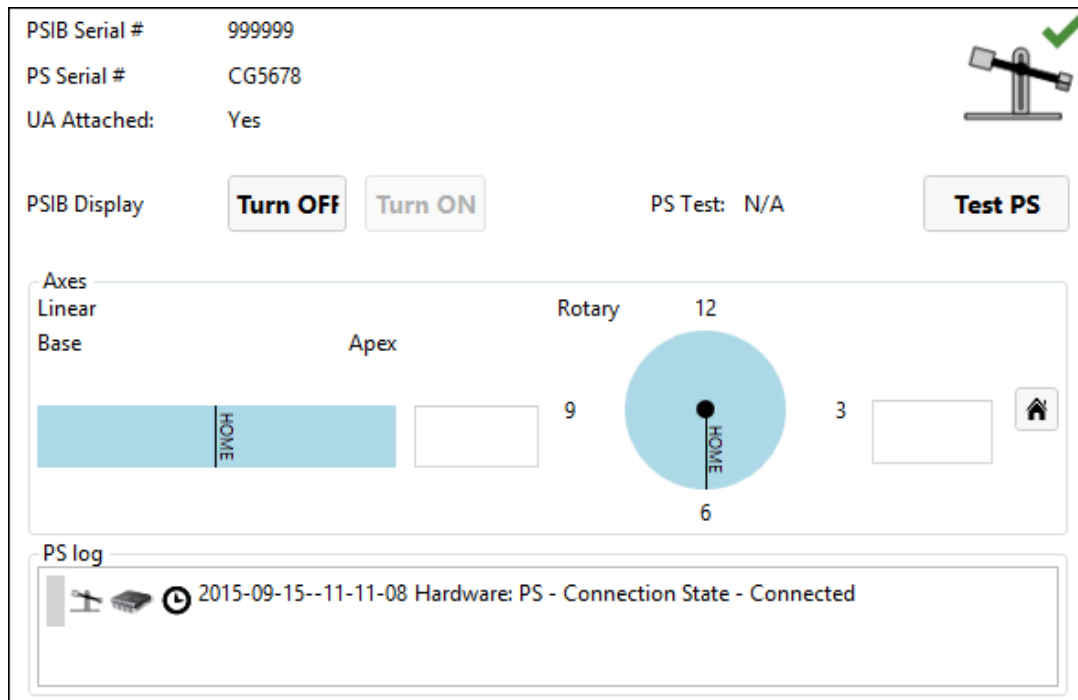 PSIB Serial # 999999
PS Serial # CG5678
UA Attached: Yes
PSIB Display Turn OFF Turn ON PS Test: N/A Test PS
Axes
Linear Rotary 12
Base Apex
HOME 9 HOME 3
6
PS log
2015-09-15--11-11-08 Hardware: PS - Connection State - Connected